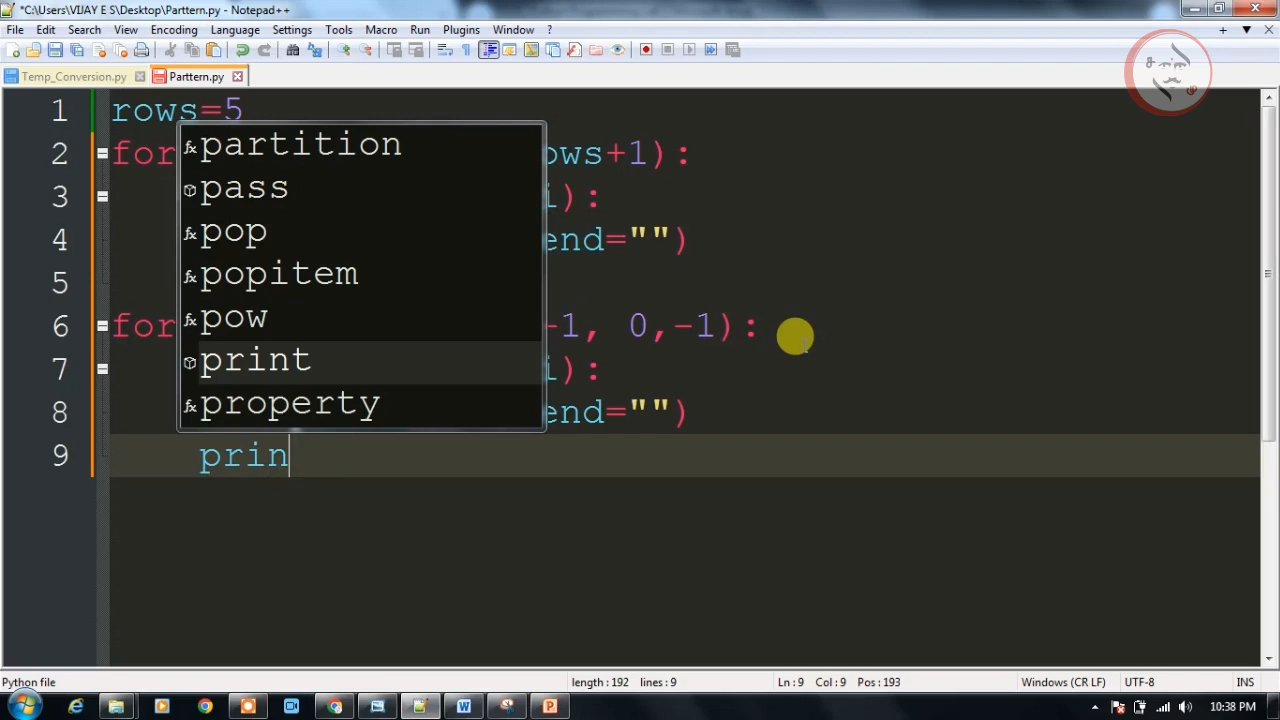 *C:\Users\VIJAY E S\Desktop\Parttern.py - Notepad++
File Edit Search View Encoding Language Settings Tools Macro Run Plugins Window ?
Temp_Conversion.py Parttern.py
1 rows=5
2 for ows+1):
3 i):
4 end="")
5
6 for -1, 0,-1):
7 i):
8 end="")
9 prin
partition
pass
pop
popitem
pow
print
property
Python file length : 192 lines : 9 Ln : 9 Col : 9 Pos : 193 Windows (CR LF) UTF-8 INS
10:38 PM